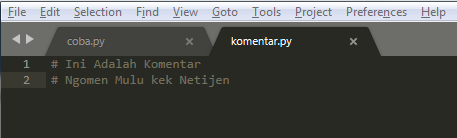 File Edit Selection Find View Goto Tools Project Preferences Help
coba.py × komentar.py ×
1 # Ini Adalah Komentar
2 # Ngomen Mulu kek Netijen